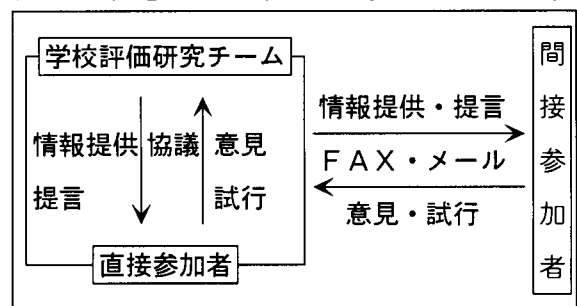 学校評価研究チーム
情報提供 協議 意見
提言 試行
直接参加者
情報提供・提言
FAX・メール
意見・試行
間接参加者